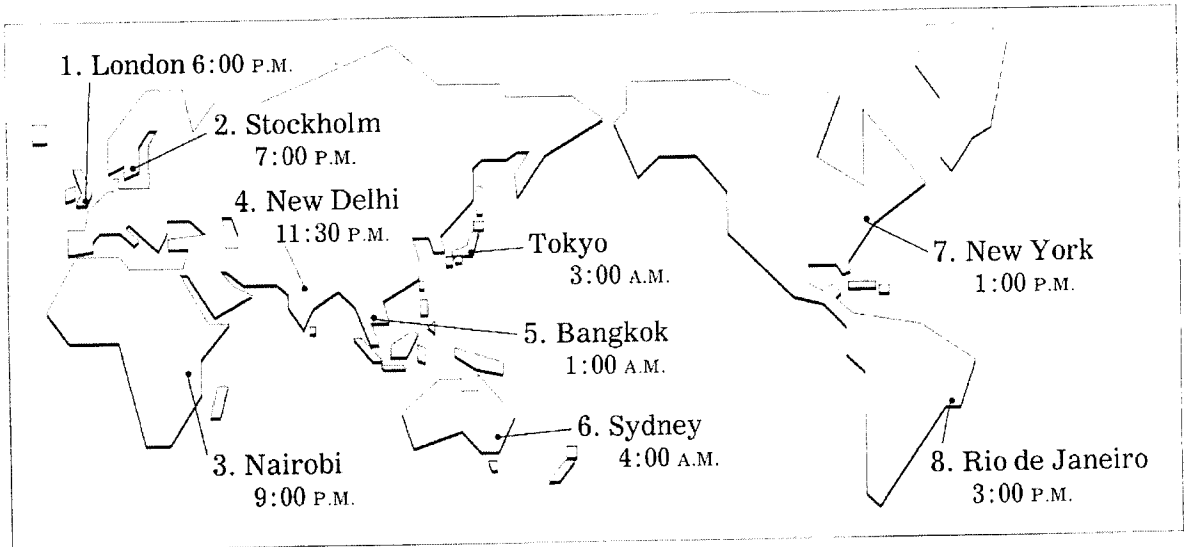 1. London 6:00 P.M.
2. Stockholm
7:00 P.M.
4. New Delhi
11:30 P.M.
Tokyo
3:00 A.M.
7. New York
1:00 P.M.
5. Bangkok
1:00 A.M.
6. Sydney
4:00 A.M.
3. Nairobi
9:00 P.M.
8. Rio de Janeiro
3:00 P.M.